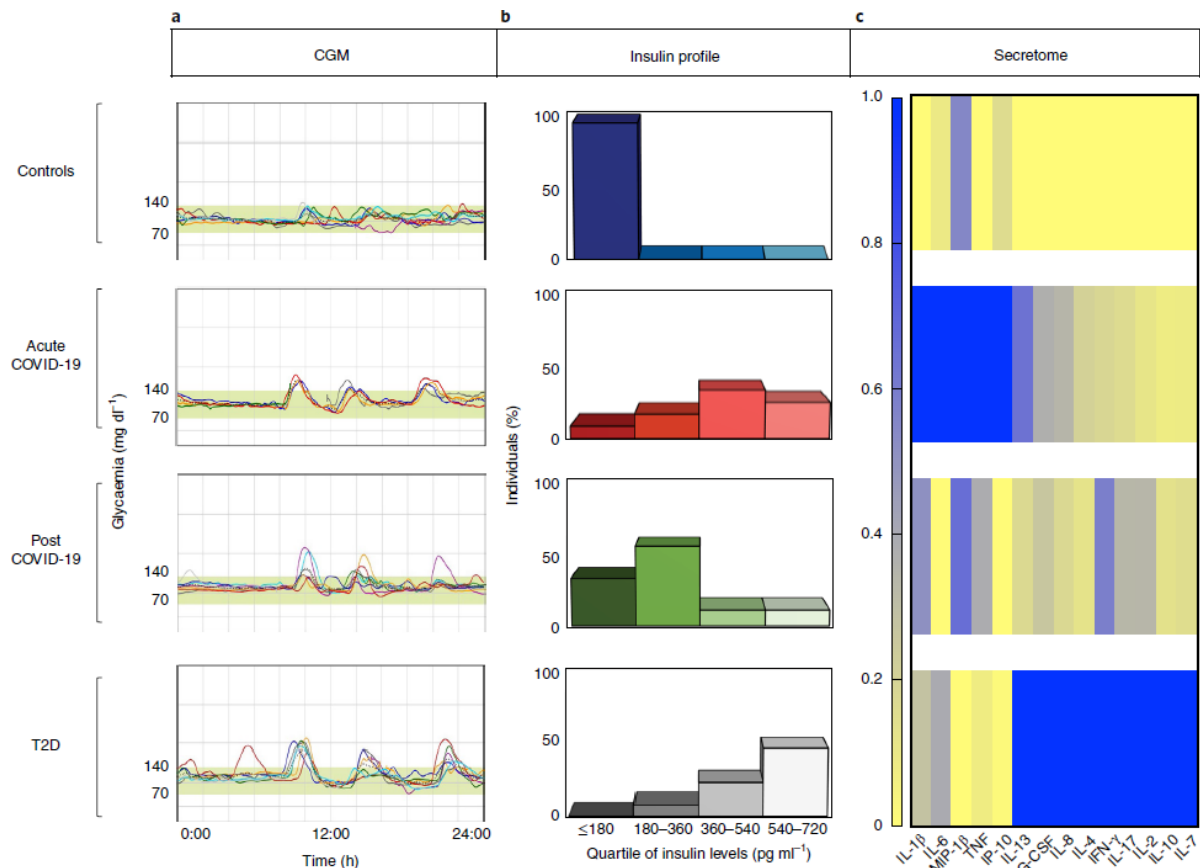 a
b
c
CGM
Insulin profile
Secretome
Controls
Acute
COVID-19
Post
COVID-19
T2D
Glycaemia (mg dl⁻¹)
140
70
140
70
140
70
140
70
0:00
12:00
24:00
Time (h)
Individuals (%)
100
50
0
100
50
0
100
50
0
100
50
0
≤180
180–360
360–540
540–720
Quartile of insulin levels (pg ml⁻¹)
1.0
0.8
0.6
0.4
0.2
0
IL-1β
IL-6
MIP-1β
TNF
IP-10
IL-13
G-CSF
IL-8
IL-4
IFN-γ
IL-17
IL-2
IL-10
IL-7